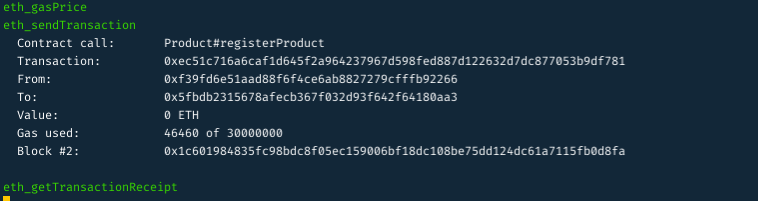 eth_gasPrice
eth_sendTransaction
Contract call: Product#registerProduct
Transaction: 0xec51c716a6caf1d645f2a964237967d598fed887d122632d7dc877053b9df781
From: 0xf39fd6e51aad88f6f4ce6ab8827279cfffb92266
To: 0x5fbdb2315678afecb367f032d93f642f64180aa3
Value: 0 ETH
Gas used: 46460 of 30000000
Block #2: 0x1c601984835fc98bdc8f05ec159006bf18dc108be75dd124dc61a7115fb0d8fa
eth_getTransactionReceipt